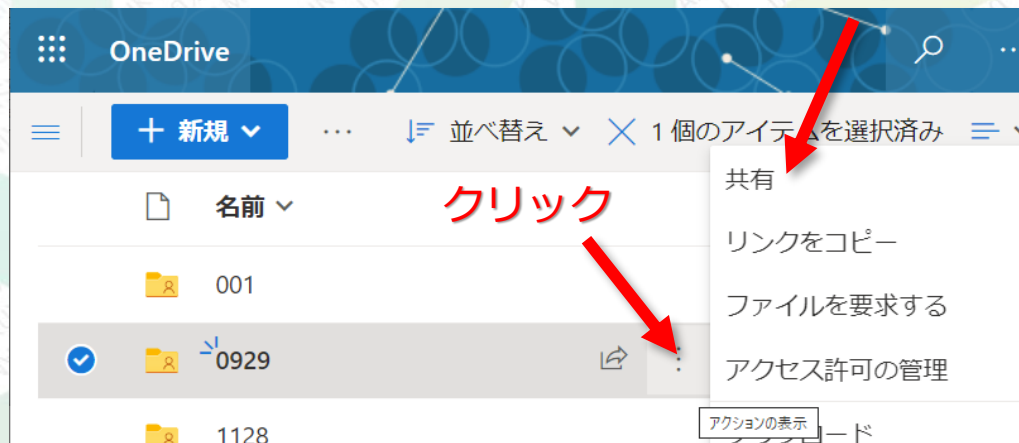 OneDrive
新規
並べ替え
1 個のアイテムを選択済み
名前
クリック
共有
リンクをコピー
ファイルを要求する
アクセス許可の管理
001
0929
アクションの表示
1128